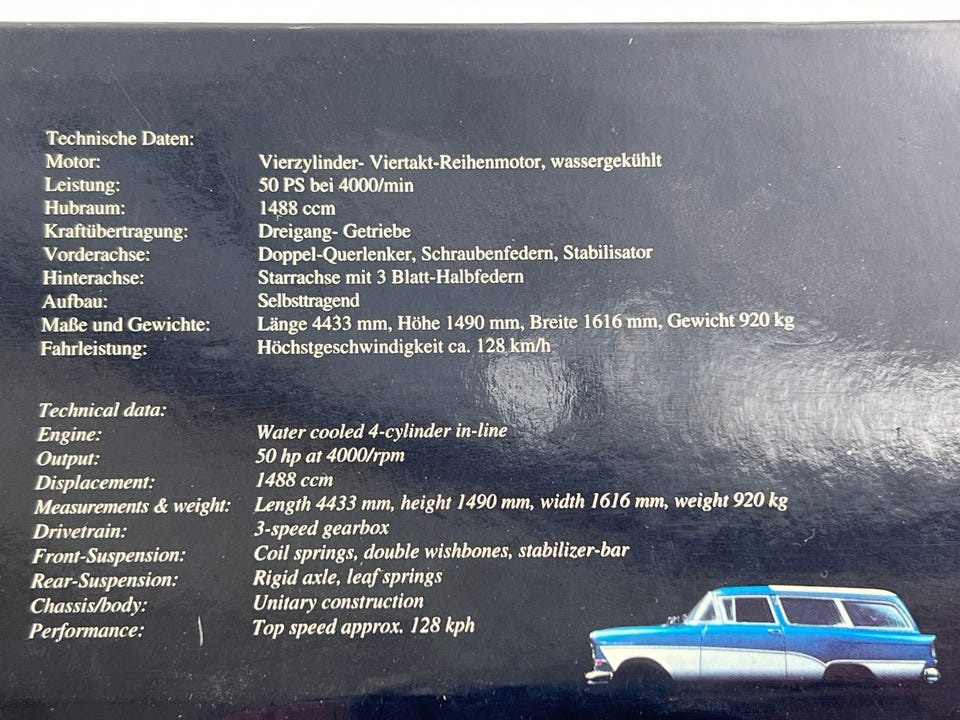 Technische Daten:
Motor: Vierzylinder- Viertakt-Reihenmotor, wassergekühlt
Leistung: 50 PS bei 4000/min
Hubraum: 1488 ccm
Kraftübertragung: Dreigang- Getriebe
Vorderachse: Doppel-Querlenker, Schraubenfedern, Stabilisator
Hinterachse: Starrachse mit 3 Blatt-Halbfedern
Aufbau: Selbsttragend
Maße und Gewichte: Länge 4433 mm, Höhe 1490 mm, Breite 1616 mm, Gewicht 920 kg
Fahrleistung: Höchstgeschwindigkeit ca. 128 km/h
Technical data:
Engine: Water cooled 4-cylinder in-line
Output: 50 hp at 4000/rpm
Displacement: 1488 ccm
Measurements & weight: Length 4433 mm, height 1490 mm, width 1616 mm, weight 920 kg
Drivetrain: 3-speed gearbox
Front-Suspension: Coil springs, double wishbones, stabilizer-bar
Rear-Suspension: Rigid axle, leaf springs
Chassis/body: Unitary construction
Performance: Top speed approx. 128 kph